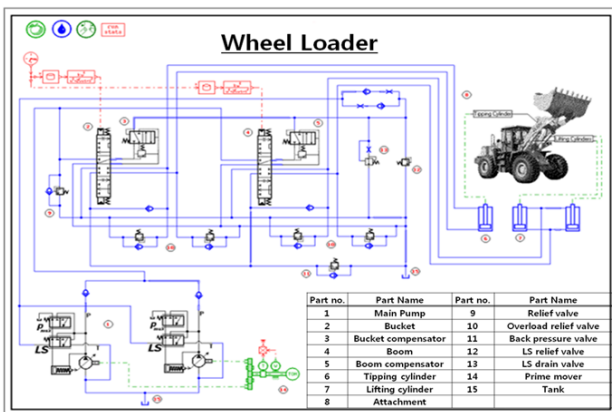 Wheel Loader
Tipping Cylinder
Lifting Cylinders
P max
T
P
LS
P max
T
P
LS
Part no. Part Name Part no. Part Name
1 Main Pump 9 Relief valve
2 Bucket 10 Overload relief valve
3 Bucket compensator 11 Back pressure valve
4 Boom 12 LS relief valve
5 Boom compensator 13 LS drain valve
6 Tipping cylinder 14 Prime mover
7 Lifting cylinder 15 Tank
8 Attachment